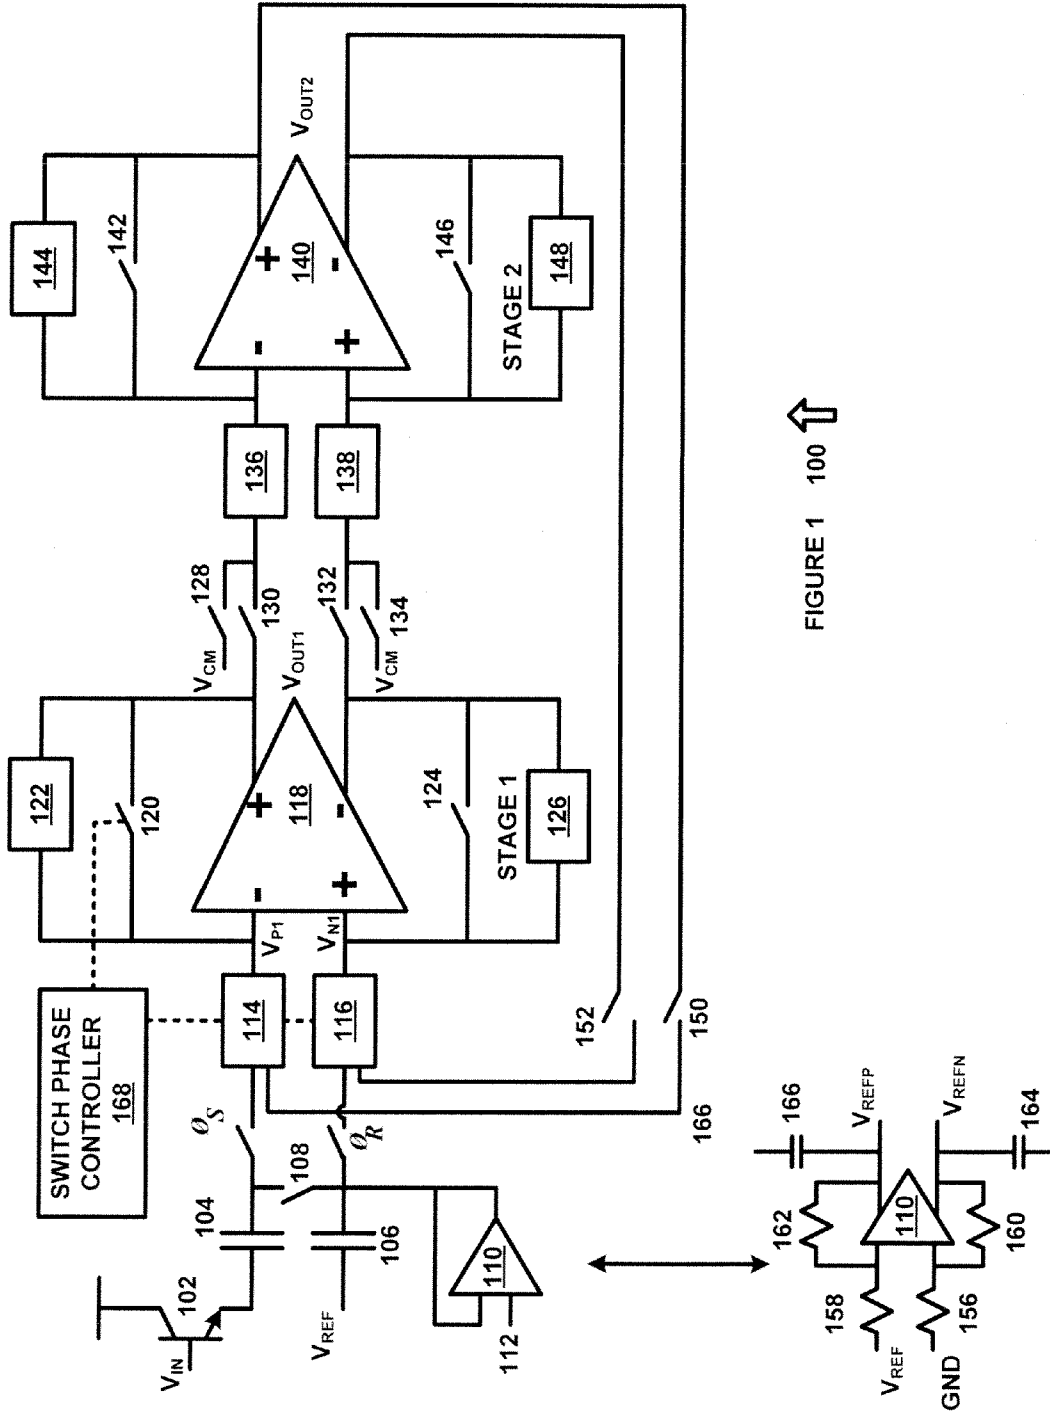 SWITCH PHASE
CONTROLLER
168
122
120
V_P1
V_N1
114
116
118
+
-
-
+
V_OUT1
124
126
STAGE 1
V_CM
128
130
132
134
V_CM
136
138
144
142
140
+
-
-
+
V_OUT2
146
148
STAGE 2
V_IN
102
104
106
V_REF
108
Ø_S
Ø_R
110
112
152
150
166
V_REF
GND
158
156
162
160
110
166
164
V_REFP
V_REFN
FIGURE 1 100